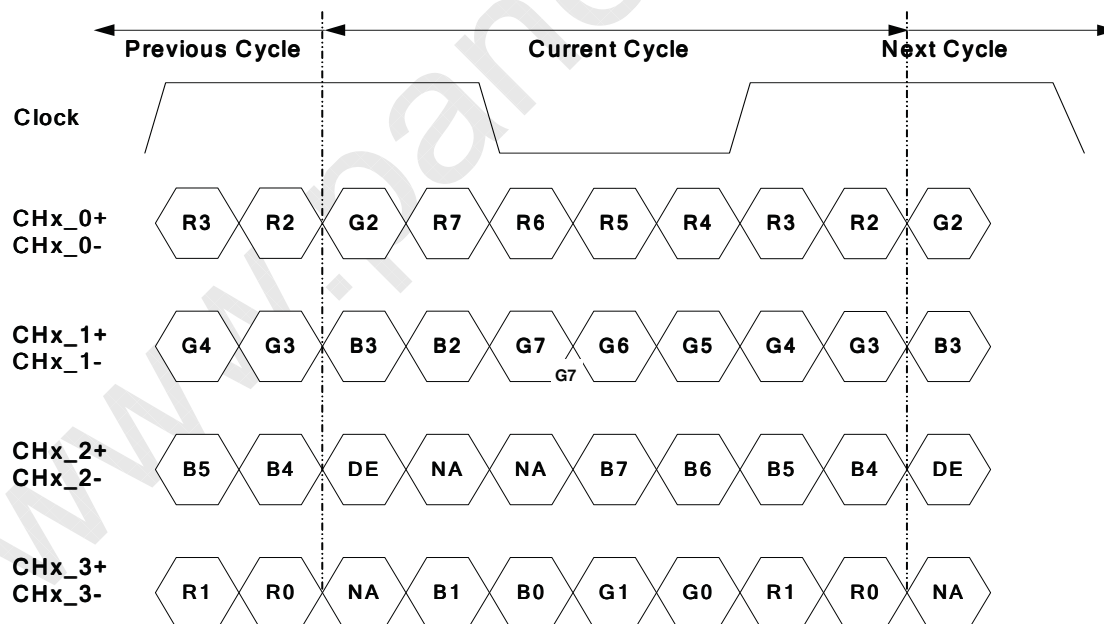 Previous Cycle Current Cycle Next Cycle
Clock
CHx_0+
CHx_0-
R3 R2 G2 R7 R6 R5 R4 R3 R2 G2
CHx_1+
CHx_1-
G4 G3 B3 B2 G7 G6 G5 G4 G3 B3
G7
CHx_2+
CHx_2-
B5 B4 DE NA NA B7 B6 B5 B4 DE
CHx_3+
CHx_3-
R1 R0 NA B1 B0 G1 G0 R1 R0 NA
www.pan